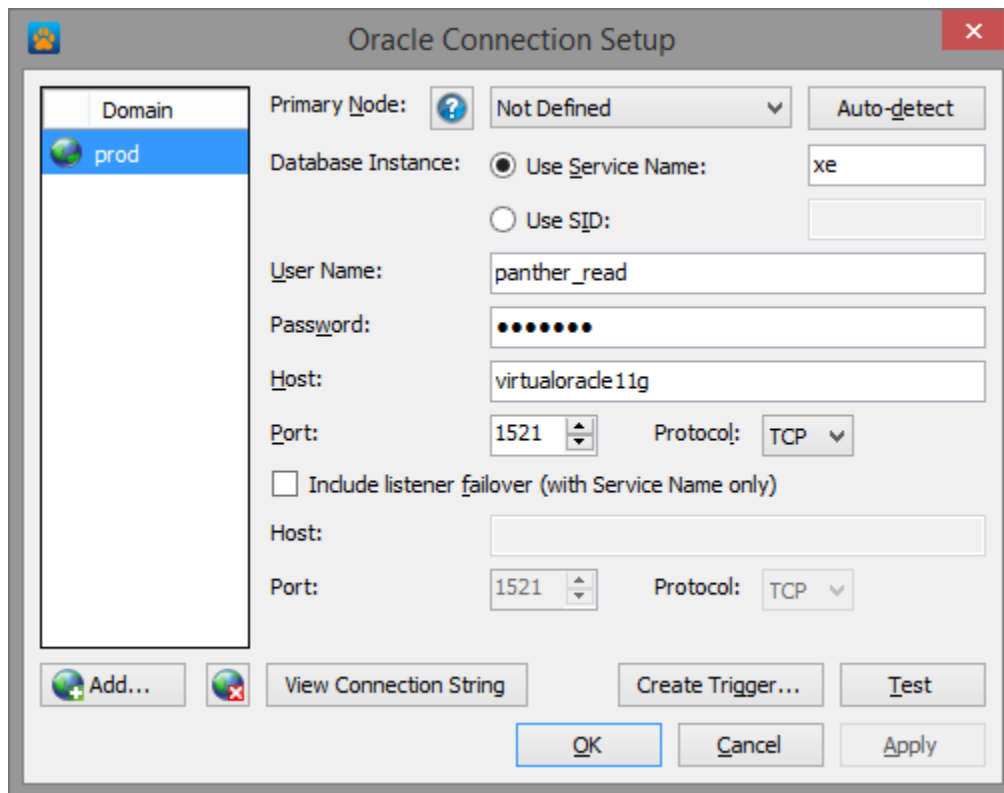 Oracle Connection Setup
Domain
prod
Primary Node: Not Defined Auto-detect
Database Instance: Use Service Name: xe
Use SID:
User Name: panther_read
Password: •••••••
Host: virtualoracle11g
Port: 1521 Protocol: TCP
Include listener failover (with Service Name only)
Host:
Port: 1521 Protocol: TCP
Add... View Connection String Create Trigger... Test
OK Cancel Apply